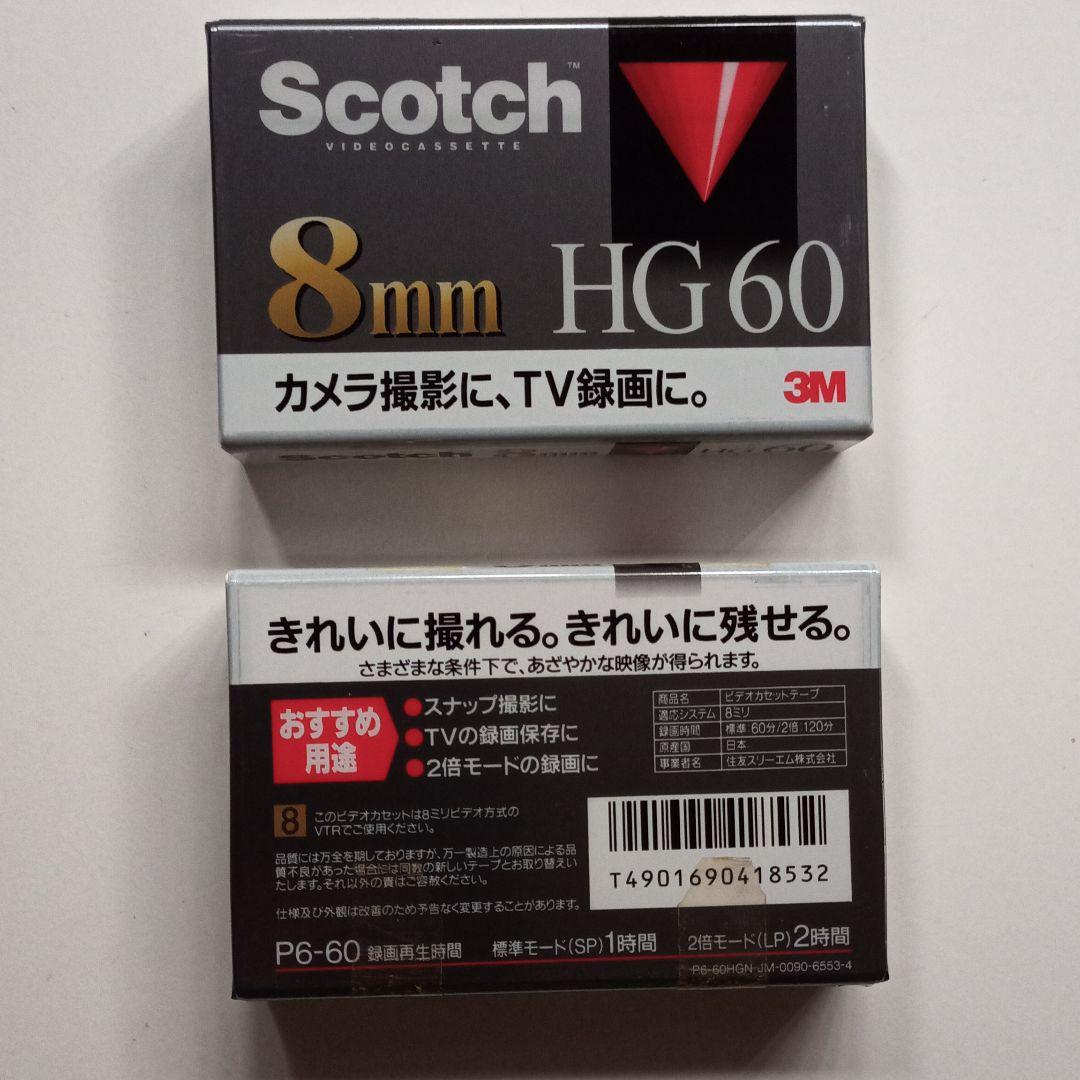 Scotch™
VIDEOCASSETTE
8mm HG60
カメラ撮影に、TV録画に。 3M
Scotch 8mm HG60
きれいに撮れる。きれいに残せる。
さまざまな条件下で、あざやかな映像が得られます。
おすすめ
用途
●スナップ撮影に
●TVの録画保存に
●2倍モードの録画に
商品名 ビデオカセットテープ
適応システム 8ミリ
録画時間 標準:60分/2倍:120分
原産国 日本
事業者名 住友スリーエム株式会社
8 このビデオカセットは8ミリビデオ方式の
VTRでご使用ください。
品質には万全を期しておりますが、万一製造上の原因による品
質不良があった場合には同数の新しいテープとお取り替えい
たします。それ以外の責はご容赦ください。
仕様及び外観は改善のため予告なく変更することがあります。
T4901690418532
P6-60 録画再生時間 標準モード(SP)1時間 2倍モード(LP)2時間
P6-60HGN JM-0090-6553-4